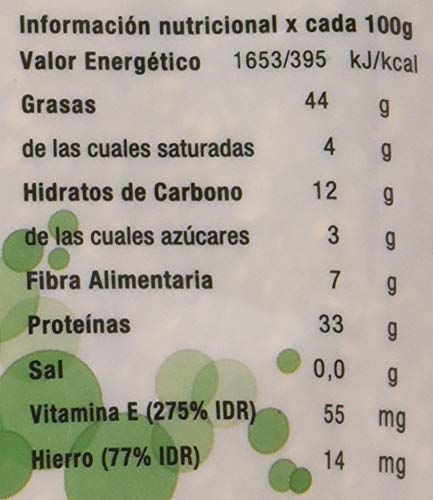 Información nutricional x cada 100g
Valor Energético 1653/395 kJ/kcal
Grasas 44 g
de las cuales saturadas 4 g
Hidratos de Carbono 12 g
de las cuales azúcares 3 g
Fibra Alimentaria 7 g
Proteínas 33 g
Sal 0,0 g
Vitamina E (275% IDR) 55 mg
Hierro (77% IDR) 14 mg